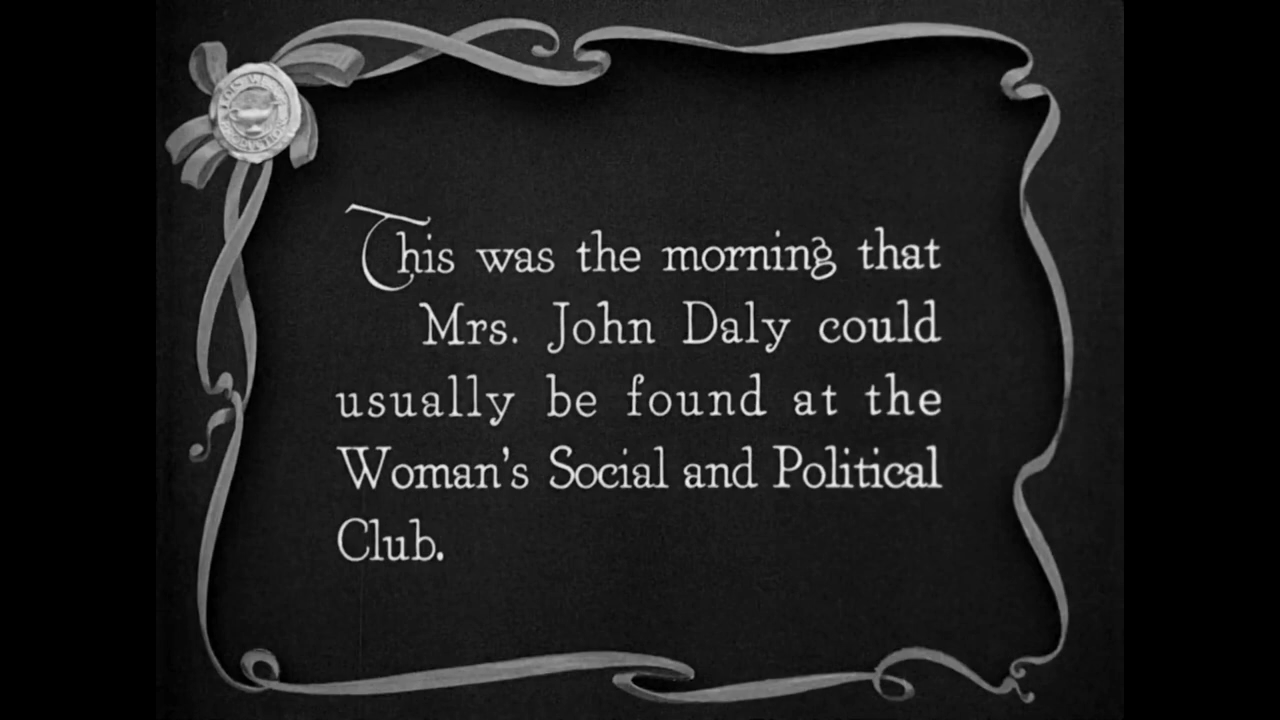 This was the morning that
Mrs. John Daly could
usually be found at the
Woman's Social and Political
Club.